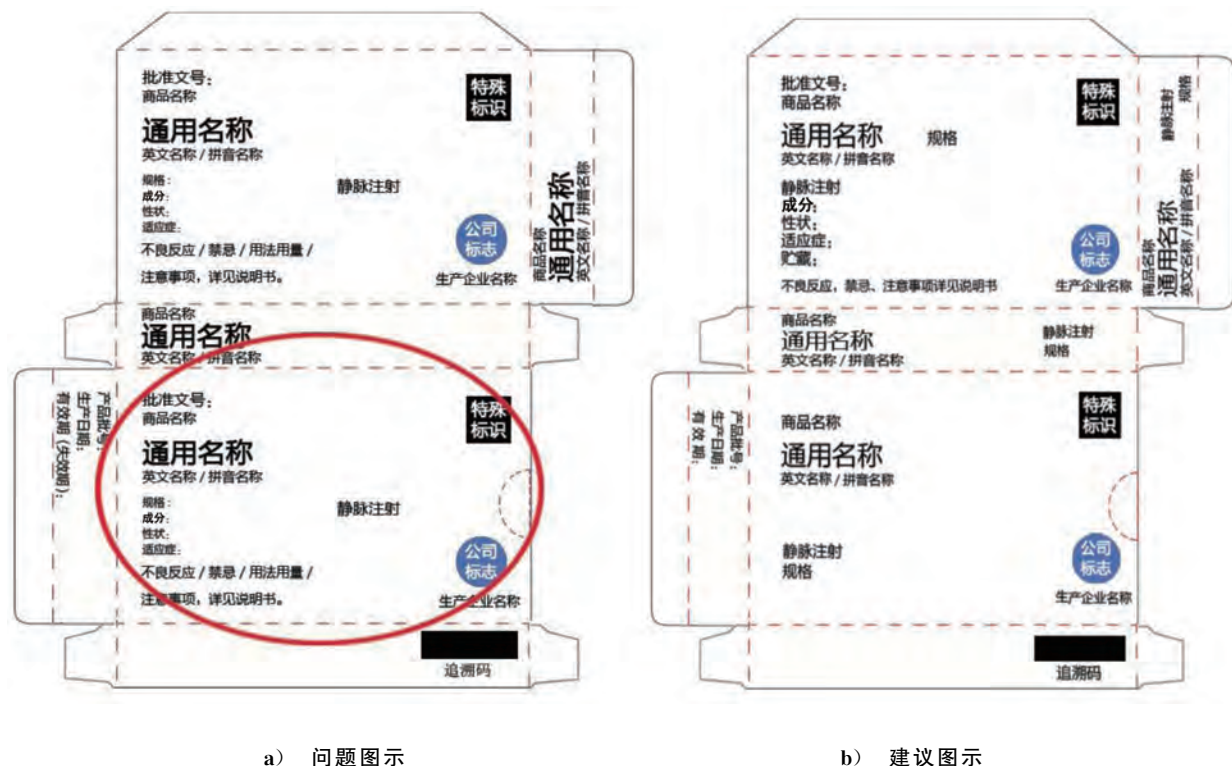 批准文号：
商品名称
特殊
标识
通用名称
英文名称 / 拼音名称
规格：
成分：
性状：
适应症：
静脉注射
不良反应 / 禁忌 / 用法用量 /
注意事项，详见说明书。
公司
标志
生产企业名称
商品名称
通用名称
英文名称 / 拼音名称
商品名称
通用名称
英文名称 / 拼音名称
产品批号：
生产日期：
有效期（失效期）：
批准文号：
商品名称
特殊
标识
通用名称
英文名称 / 拼音名称
规格：
成分：
性状：
适应症：
静脉注射
不良反应 / 禁忌 / 用法用量 /
注意事项，详见说明书。
公司
标志
生产企业名称
追溯码
a） 问题图示
批准文号：
商品名称
特殊
标识
通用名称 规格
英文名称 / 拼音名称
静脉注射
成分：
性状：
适应症：
贮藏：
不良反应，禁忌、注意事项详见说明书
公司
标志
生产企业名称
静脉注射
规格
商品名称
通用名称
英文名称 / 拼音名称
商品名称
通用名称
英文名称 / 拼音名称
静脉注射
规格
产品批号：
生产日期：
有 效 期：
商品名称
特殊
标识
通用名称
英文名称 / 拼音名称
静脉注射
规格
公司
标志
生产企业名称
追溯码
b） 建议图示